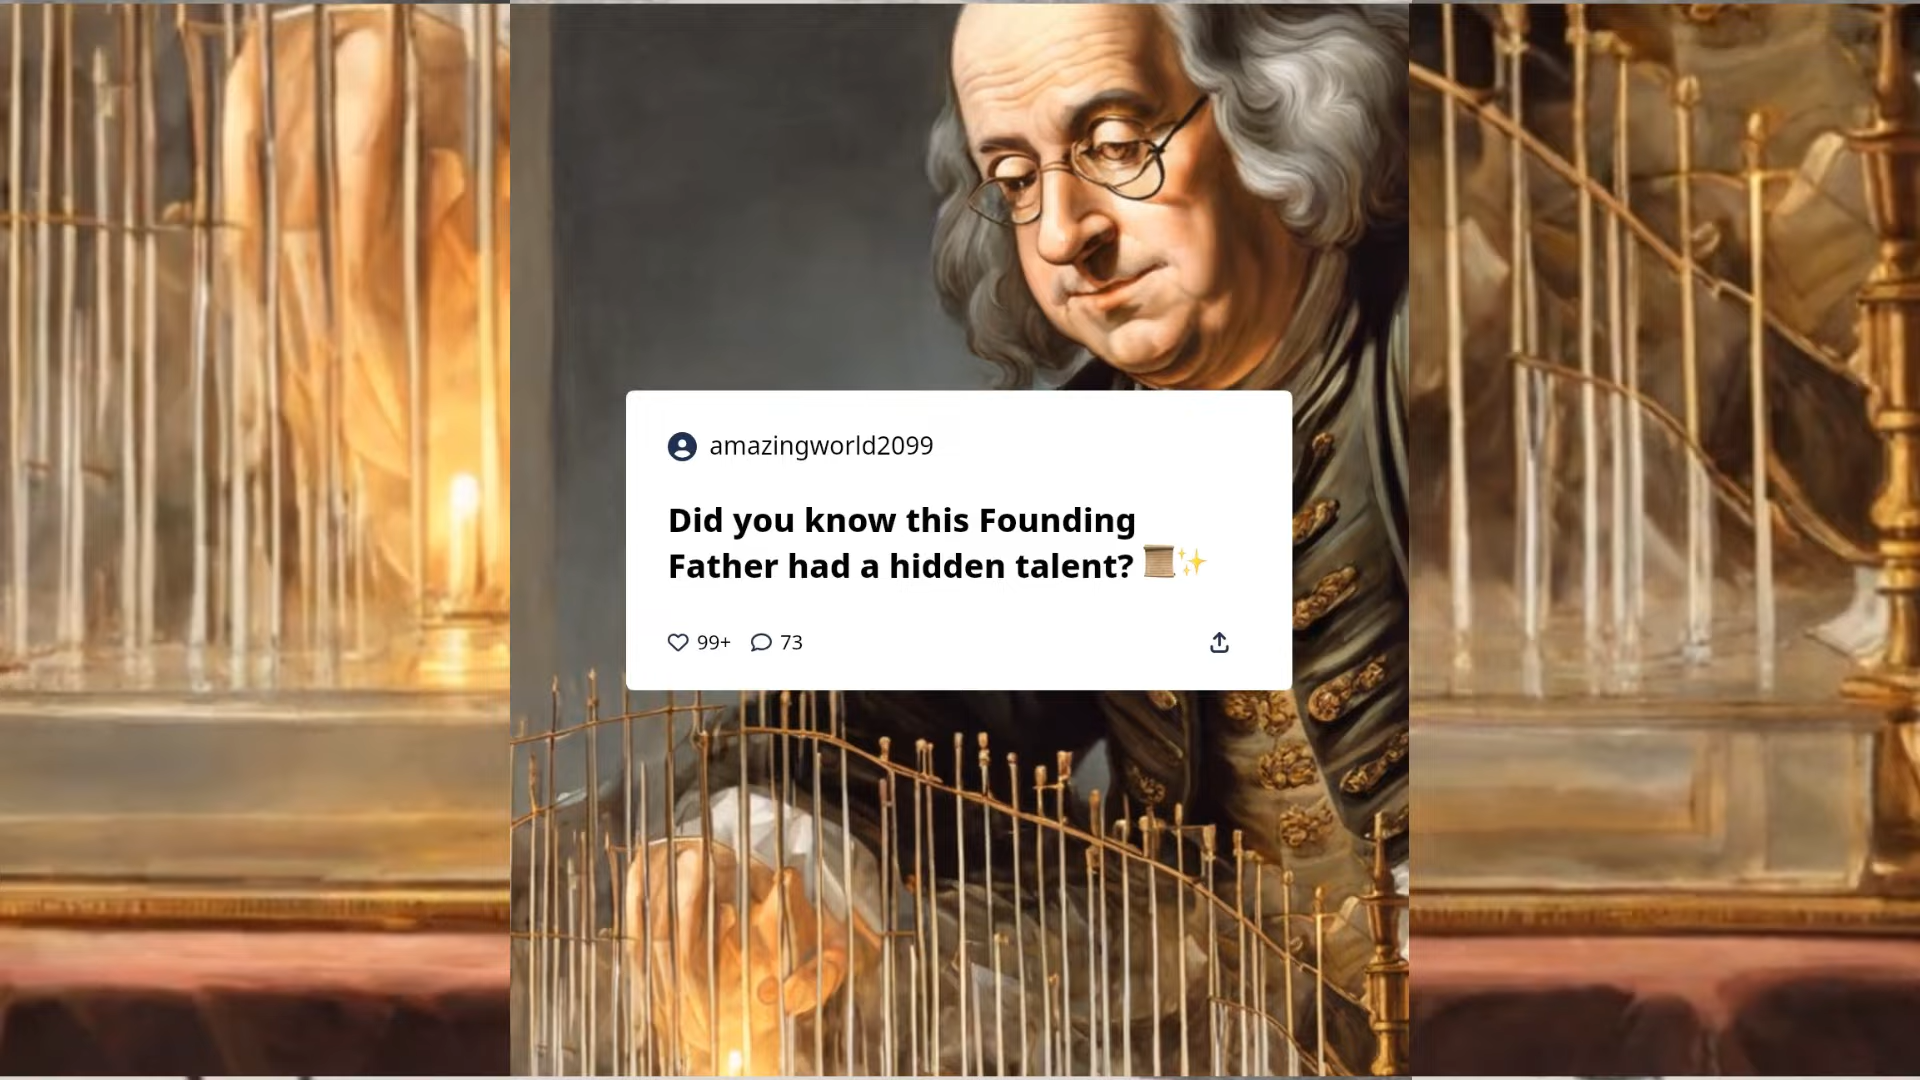 amazingworld2099
Did you know this Founding
Father had a hidden talent? 📜✨
99+ 73